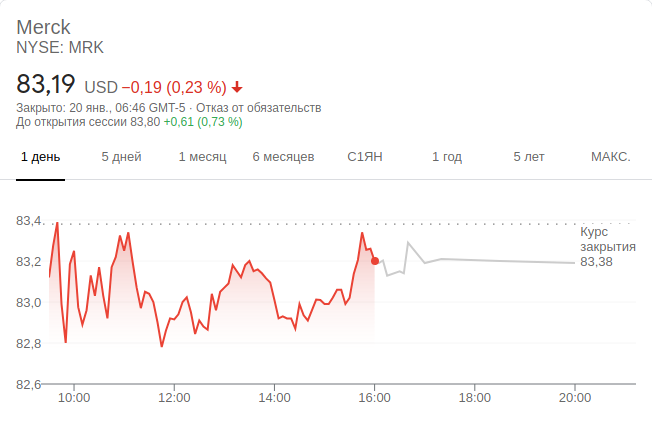 Merck
NYSE: MRK
83,19 USD −0,19 (0,23 %)
Закрыто: 20 янв., 06:46 GMT-5 · Отказ от обязательств
До открытия сессии 83,80 +0,61 (0,73 %)
1 день 5 дней 1 месяц 6 месяцев С1ЯН 1 год 5 лет МАКС.
83,4
Курс
закрытия
83,2
83,38
83,0
82,8
82,6
10:00 12:00 14:00 16:00 18:00 20:00